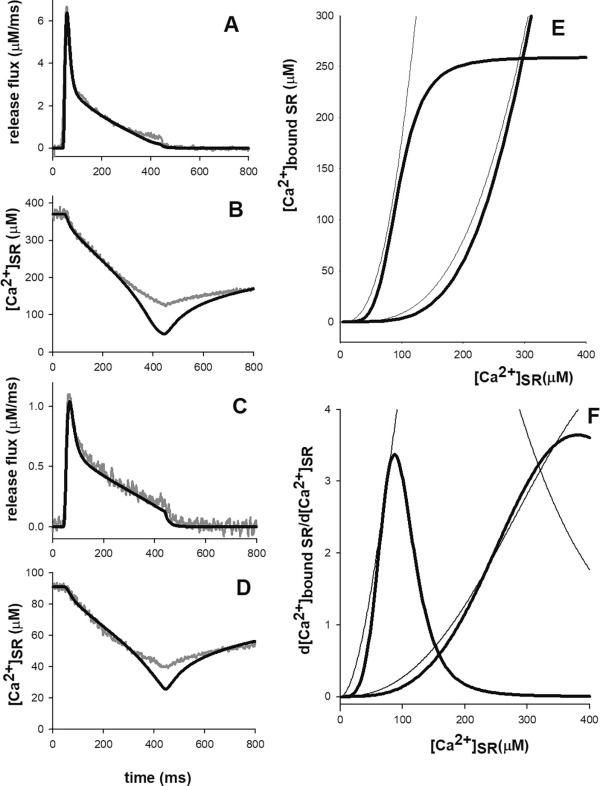 A
release flux (µM/ms)
6
4
2
0
0 200 400 600 800
B
[Ca2+]SR (µM)
400
300
200
100
0
0 200 400 600 800
C
release flux (µM/ms)
1.0
0.5
0.0
0 200 400 600 800
D
[Ca2+]SR (µM)
100
80
60
40
20
0
0 200 400 600 800
time (ms)
E
[Ca2+]bound SR (µM)
300
250
200
150
100
50
0
0 100 200 300 400
[Ca2+]SR(µM)
F
d[Ca2+]bound SR/d[Ca2+]SR
4
3
2
1
0
0 100 200 300 400
[Ca2+]SR(µM)